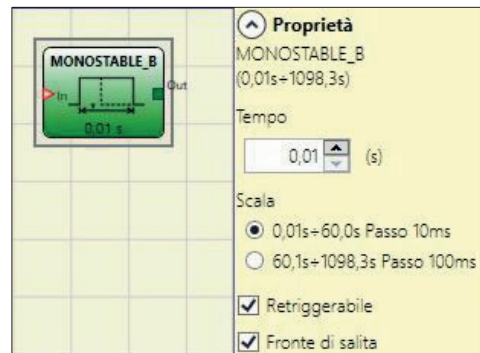 MONOSTABLE_B
In
Out
0,01 s
Proprietà
MONOSTABLE_B
(0,01s÷1098,3s)
Tempo
0,01 (s)
Scala
0,01s÷60,0s Passo 10ms
60,1s÷1098,3s Passo 100ms
Retriggerabile
Fronte di salita